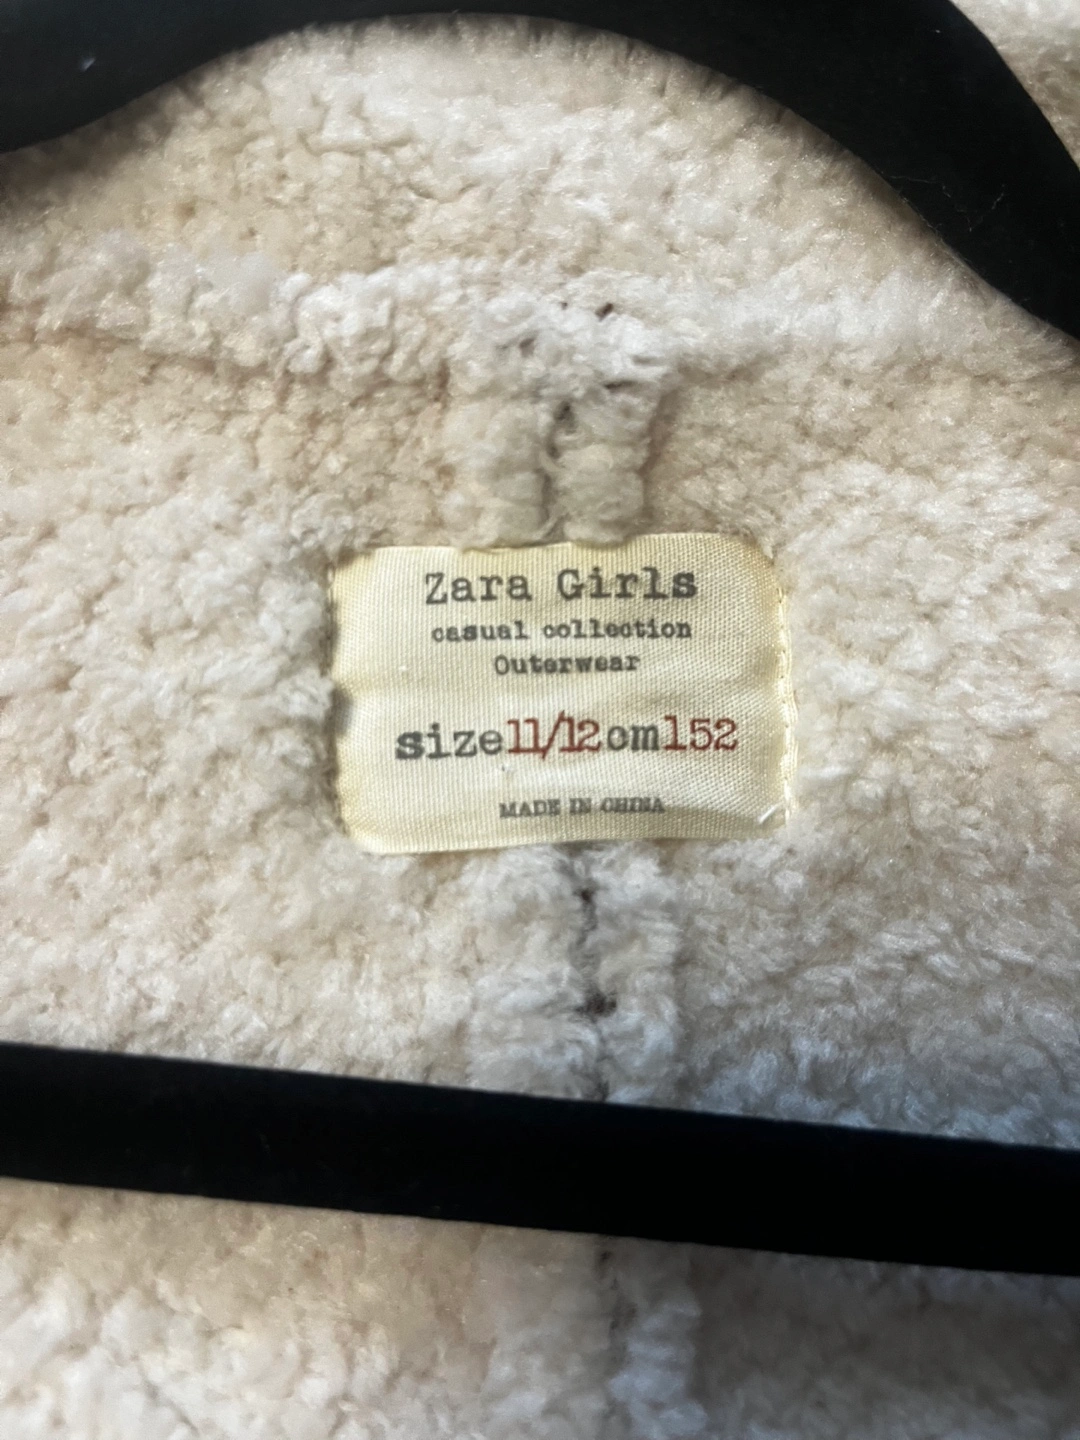 Zara Girls
casual collection
Outerwear
size11/12cm152
MADE IN CHINA